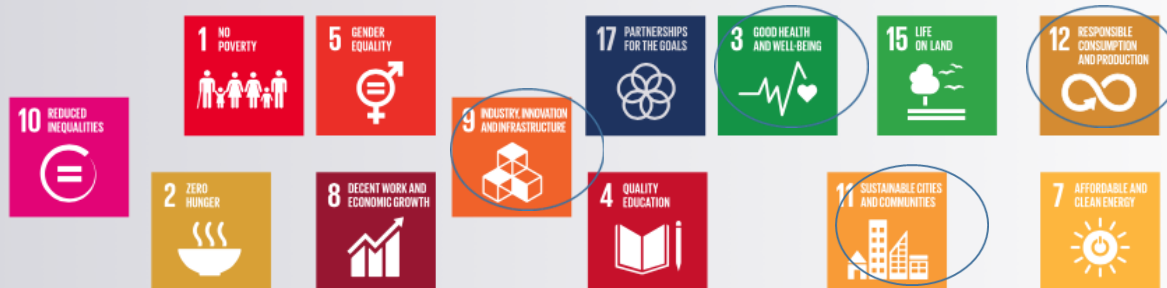 1 NO
POVERTY
5 GENDER
EQUALITY
17 PARTNERSHIPS
FOR THE GOALS
3 GOOD HEALTH
AND WELL-BEING
15 LIFE
ON LAND
12 RESPONSIBLE
CONSUMPTION
AND PRODUCTION
10 REDUCED
INEQUALITIES
9 INDUSTRY, INNOVATION
AND INFRASTRUCTURE
2 ZERO
HUNGER
8 DECENT WORK AND
ECONOMIC GROWTH
4 QUALITY
EDUCATION
11 SUSTAINABLE CITIES
AND COMMUNITIES
7 AFFORDABLE AND
CLEAN ENERGY